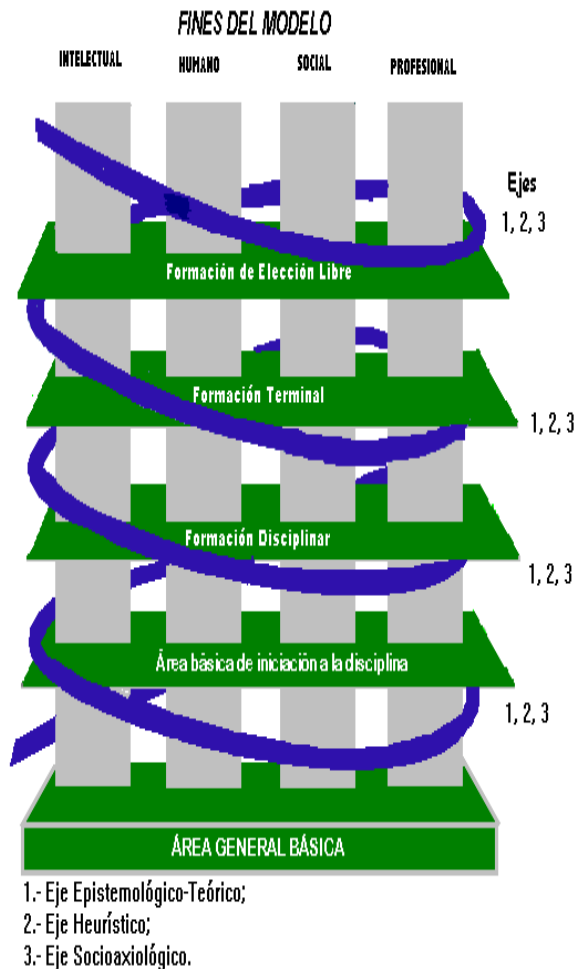 FINES DEL MODELO
INTELECTUAL HUMANO SOCIAL PROFESIONAL
Ejes
1, 2, 3
Formación de Elección Libre
Formación Terminal
1, 2, 3
Formación Disciplinar
1, 2, 3
Área básica de iniciación a la disciplina
1, 2, 3
ÁREA GENERAL BÁSICA
1.- Eje Epistemológico-Teórico;
2.- Eje Heurístico;
3.- Eje Socioaxiológico.